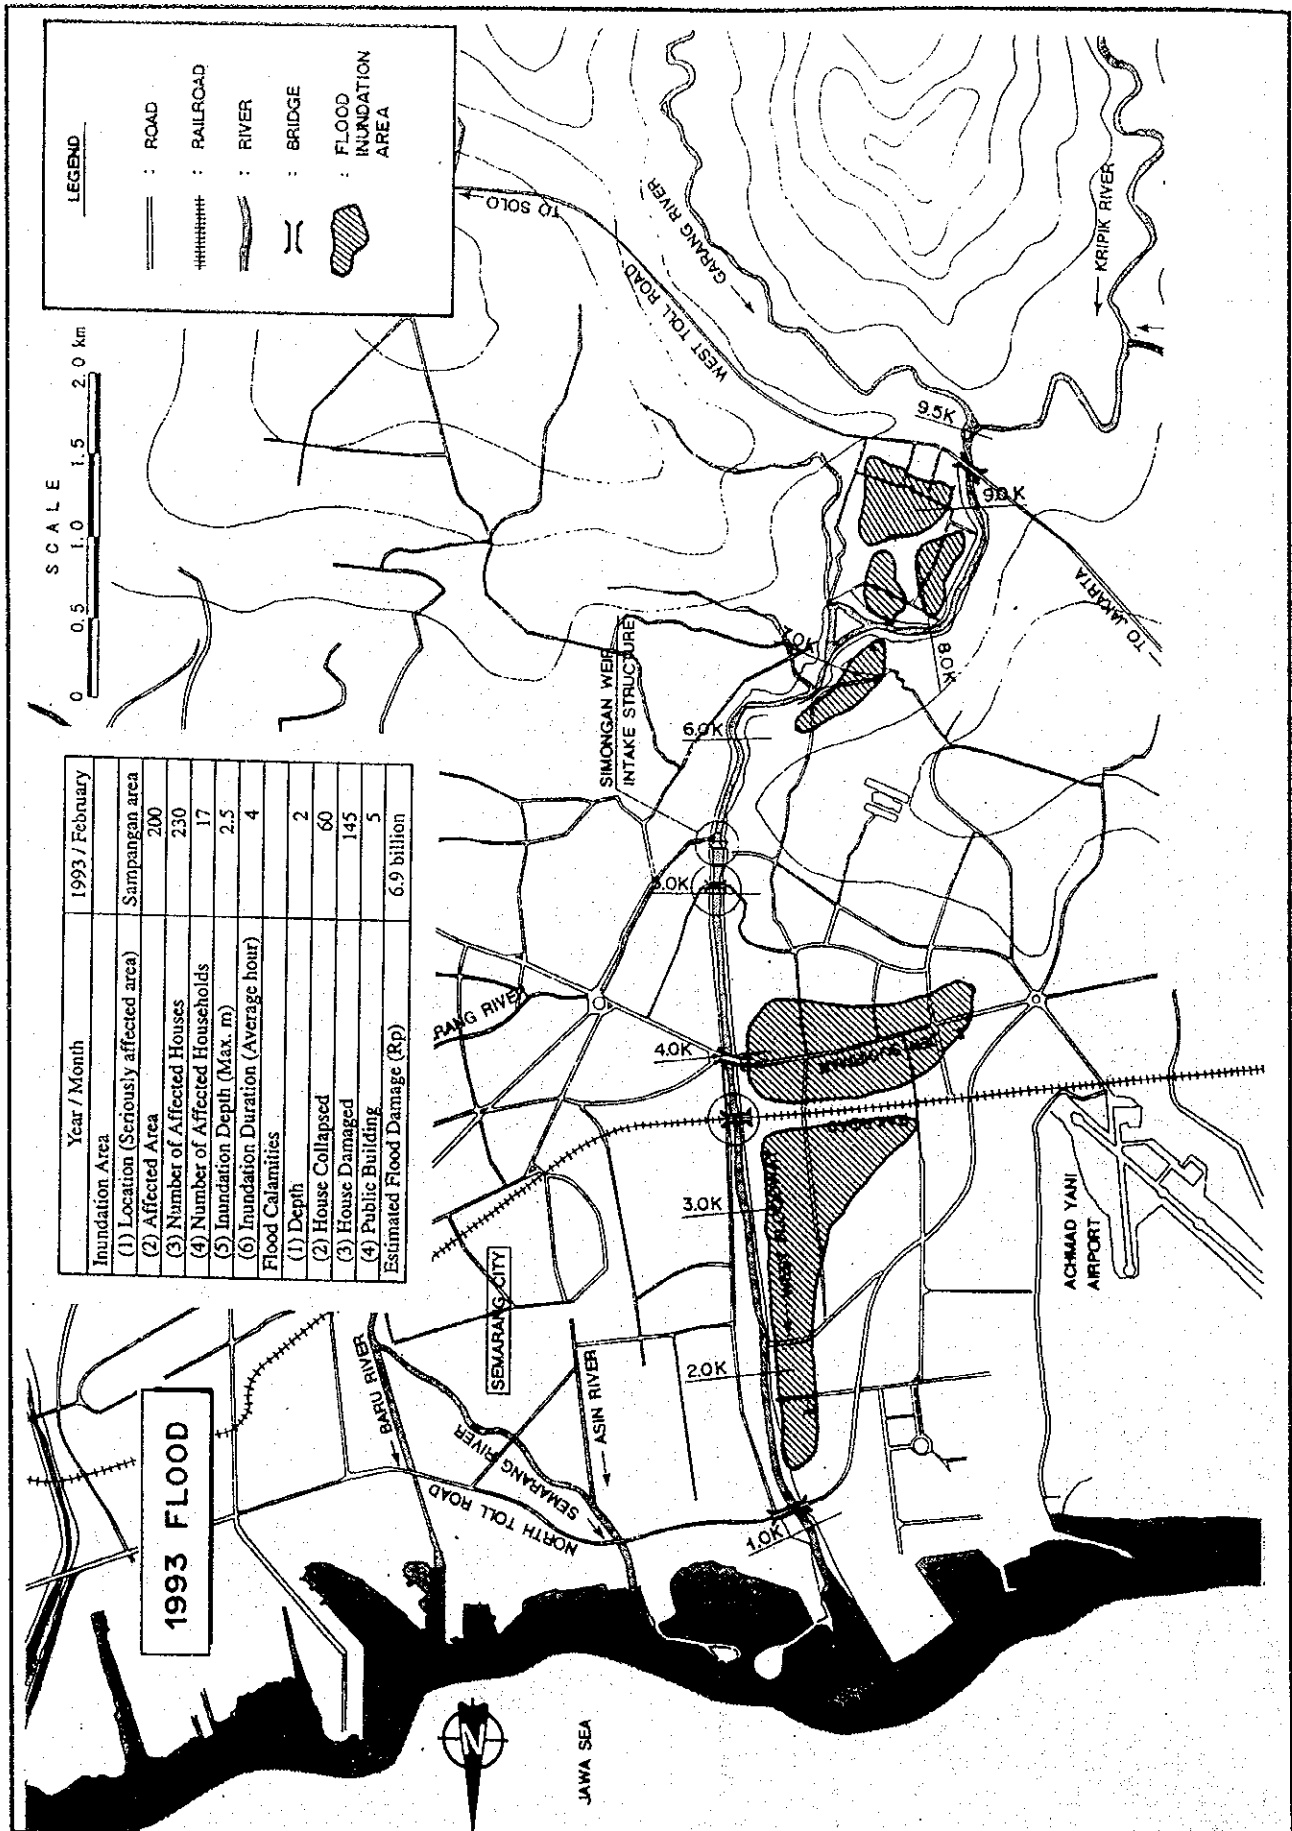 1993 FLOOD
Year / Month 1993 / February
Inundation Area
(1) Location (Seriously affected area) Sampangan area
(2) Affected Area 200
(3) Number of Affected Houses 230
(4) Number of Affected Households 17
(5) Inundation Depth (Max. m) 2.5
(6) Inundation Duration (Average hour) 4
Flood Calamities
(1) Depth 2
(2) House Collapsed 60
(3) House Damaged 145
(4) Public Building 5
Estimated Flood Damage (Rp) 6.9 billion
SCALE
0 0.5 1.0 1.5 2.0 km
LEGEND
: ROAD
: RAILROAD
: RIVER
: BRIDGE
: FLOOD
INUNDATION
AREA
TO SOLO
WEST TOLL ROAD
GARANG RIVER
KRIPIK RIVER
9.5K
9.0K
TO JAKARTA
8.0K
7.0K
6.0K
SIMONGAN WEIR
INTAKE STRUCTURE
5.0K
4.0K
3.0K
2.0K
1.0K
WEST FLOODWAY
RANG RIVER
SEMARANG CITY
BARU RIVER
SEMARANG RIVER
ASIN RIVER
NORTH TOLL ROAD
ACHMAD YANI
AIRPORT
N
JAWA SEA